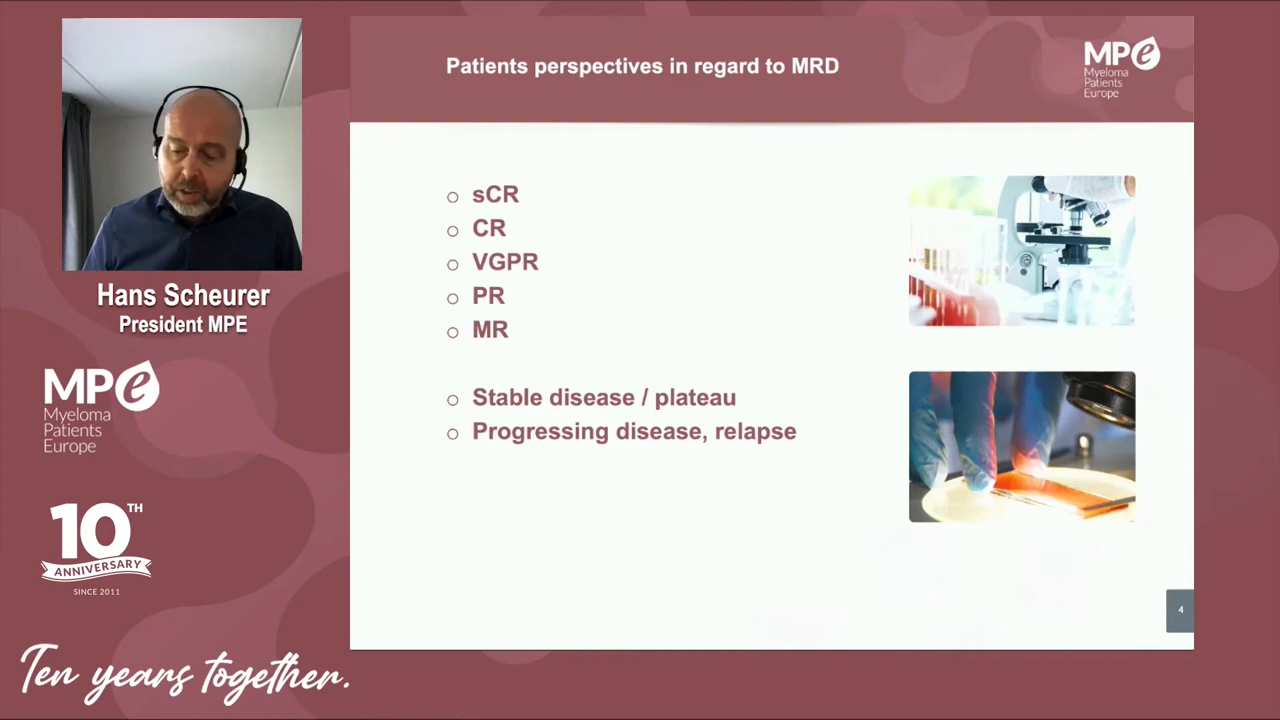 Patients perspectives in regard to MRD
MPe
Myeloma
Patients
Europe
sCR
CR
VGPR
PR
MR
Stable disease / plateau
Progressing disease, relapse
4
Hans Scheurer
President MPE
MPe
Myeloma
Patients
Europe
10TH
ANNIVERSARY
SINCE 2011
Ten years together.